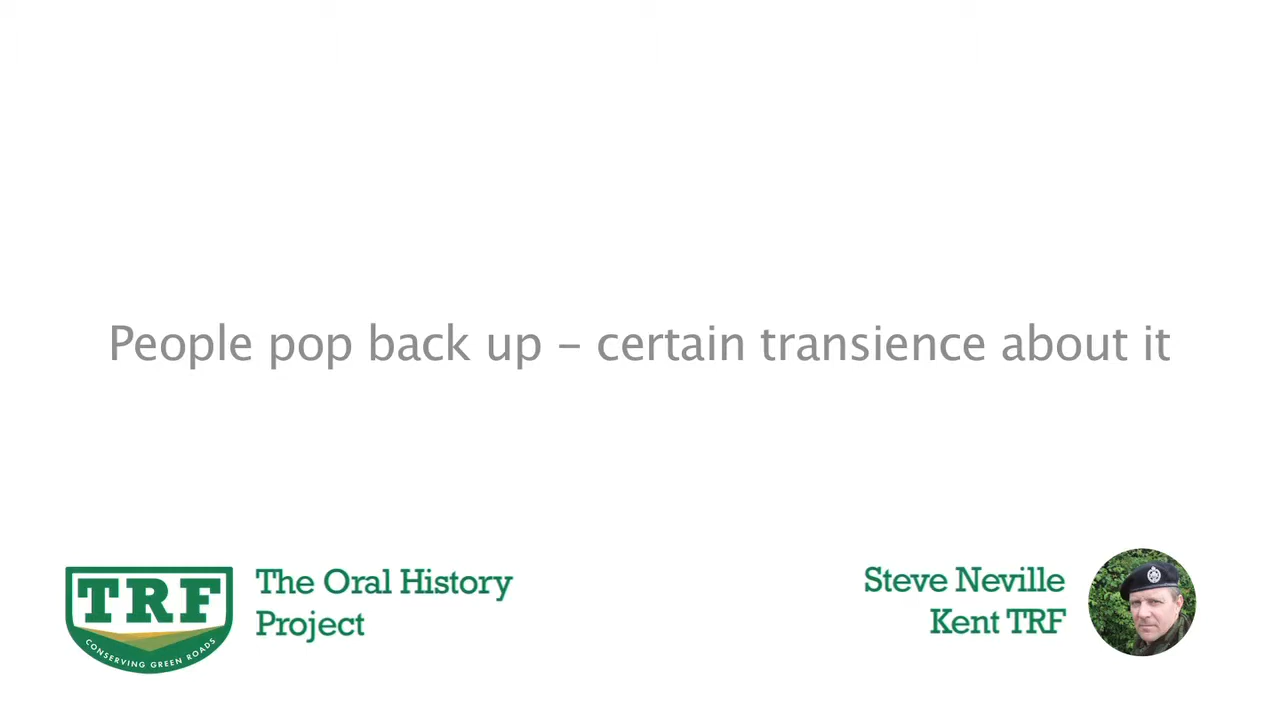 People pop back up – certain transience about it
TRF
CONSERVING GREEN ROADS
The Oral History
Project
Steve Neville
Kent TRF